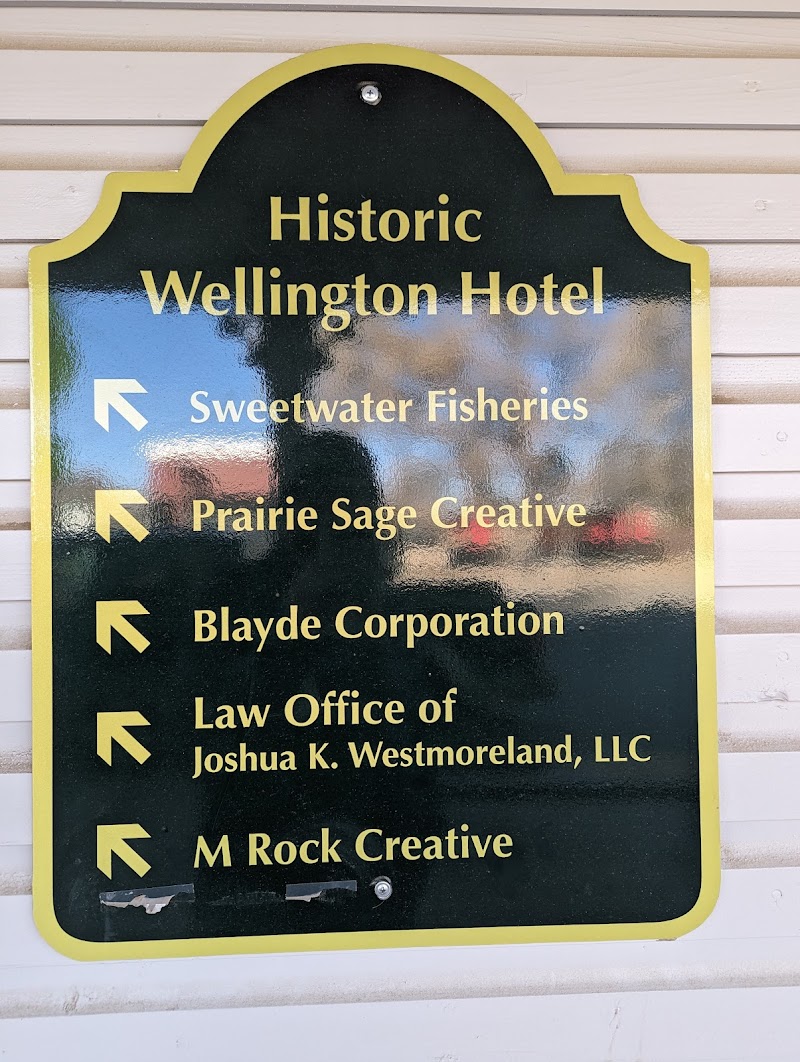 Historic
Wellington Hotel
Sweetwater Fisheries
Prairie Sage Creative
Blayde Corporation
Law Office of
Joshua K. Westmoreland, LLC
M Rock Creative